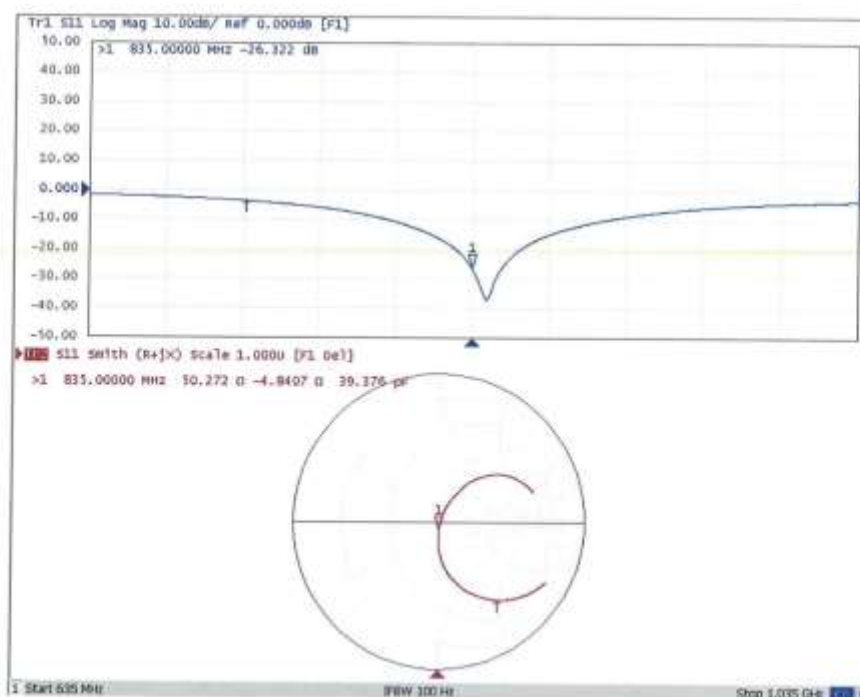 Tr1 S11 Log Mag 10.00dB/ Ref 0.000dB [F1]
50.00
>1 835.00000 MHz -26.322 dB
40.00
30.00
20.00
10.00
0.000
-10.00
-20.00
1
-30.00
-40.00
-50.00
S11 Smith (R+jX) Scale 1.000U [F1 Del]
>1 835.00000 MHz 50.272 Ω -4.8407 Ω 39.376 pF
1
1 Start 635 MHz IFBW 100 Hz Stop 1.035 GHz